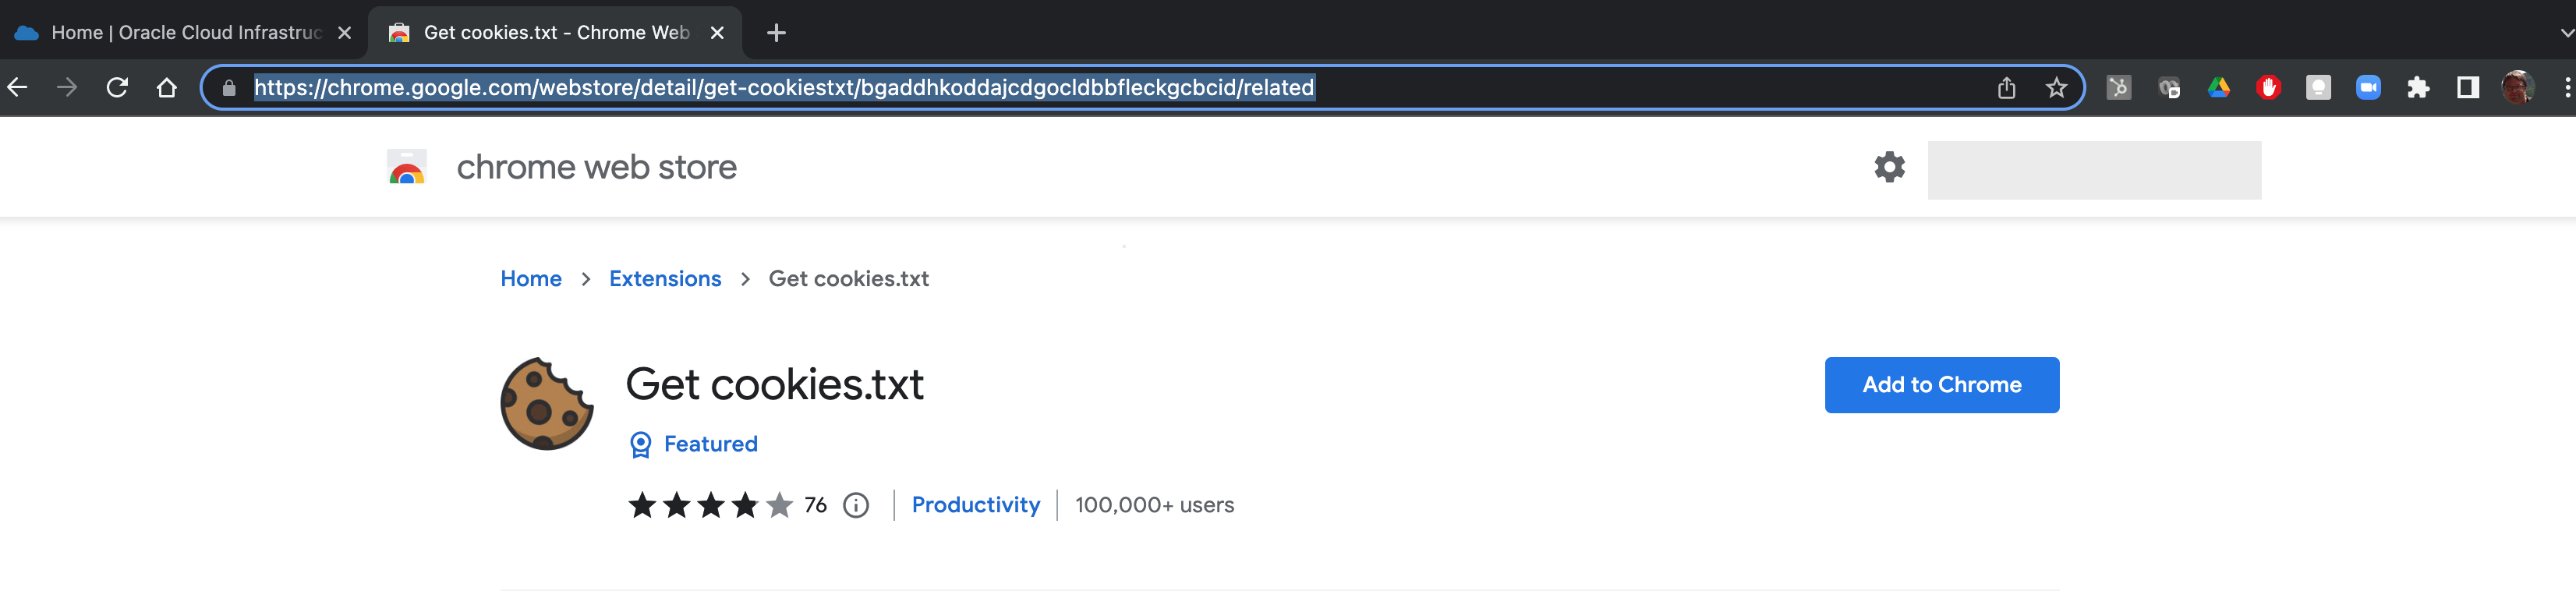 Home | Oracle Cloud Infrastruc
Get cookies.txt - Chrome Web
https://chrome.google.com/webstore/detail/get-cookiestxt/bgaddhkoddajcdgocldbbfleckgcbcid/related
chrome web store
Home > Extensions > Get cookies.txt
Get cookies.txt
Add to Chrome
Featured
76 | Productivity | 100,000+ users